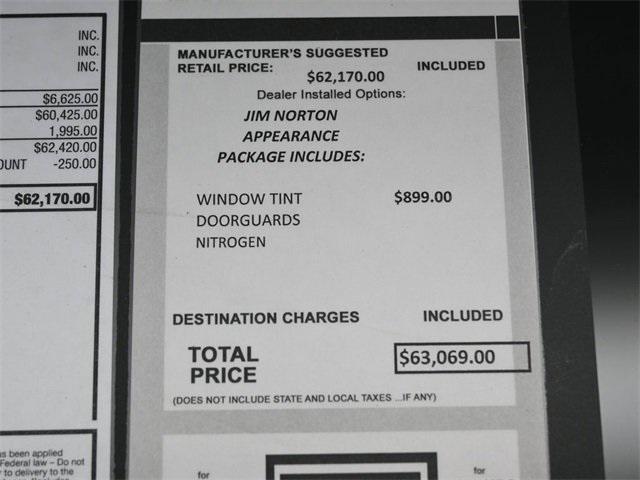 INC.
INC.
INC.
$6,625.00
$60,425.00
1,995.00
$62,420.00
OUNT -250.00
$62,170.00
s been applied
Federal law – Do not
to delivery to the
MANUFACTURER'S SUGGESTED
RETAIL PRICE: $62,170.00 INCLUDED
Dealer Installed Options:
JIM NORTON
APPEARANCE
PACKAGE INCLUDES:
WINDOW TINT $899.00
DOORGUARDS
NITROGEN
DESTINATION CHARGES INCLUDED
TOTAL
PRICE $63,069.00
(DOES NOT INCLUDE STATE AND LOCAL TAXES ...IF ANY)
for for